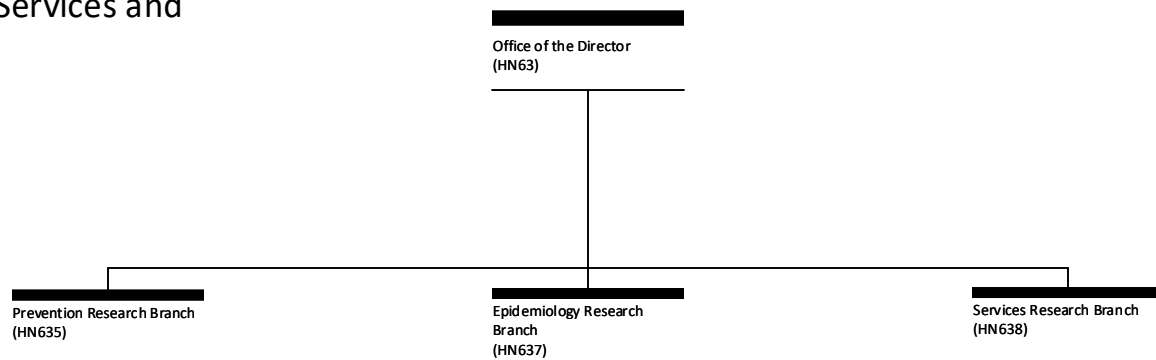 Services and
Office of the Director
(HN63)
Prevention Research Branch
(HN635)
Epidemiology Research
Branch
(HN637)
Services Research Branch
(HN638)